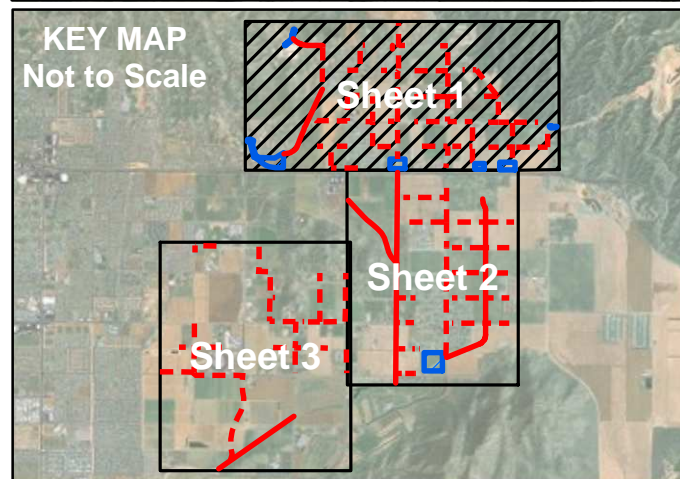 KEY MAP
Not to Scale
Sheet 1
Sheet 2
Sheet 3